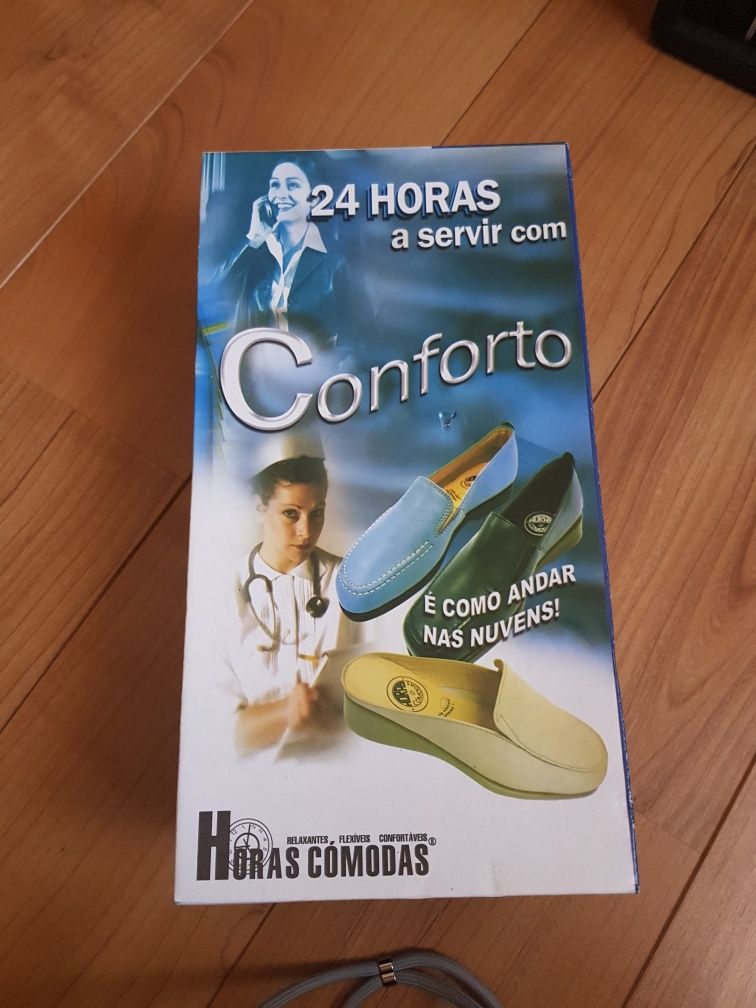 24 HORAS
a servir com
Conforto
É COMO ANDAR
NAS NUVENS!
RELAXANTES FLEXÍVEIS CONFORTÁVEIS
HORAS CÓMODAS®